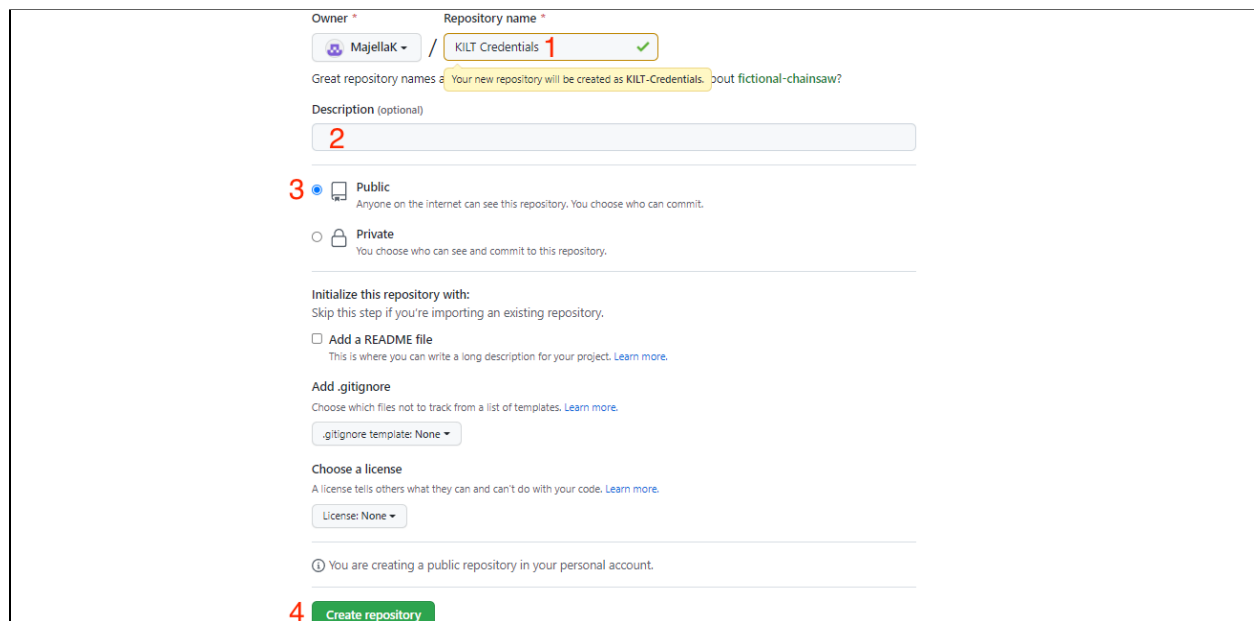 Owner * Repository name *
MajellaK / KILT Credentials 1
Great repository names a Your new repository will be created as KILT-Credentials. bout fictional-chainsaw?
Description (optional)
2
3 Public
Anyone on the internet can see this repository. You choose who can commit.
Private
You choose who can see and commit to this repository.
Initialize this repository with:
Skip this step if you're importing an existing repository.
Add a README file
This is where you can write a long description for your project. Learn more.
Add .gitignore
Choose which files not to track from a list of templates. Learn more.
.gitignore template: None
Choose a license
A license tells others what they can and can't do with your code. Learn more.
License: None
You are creating a public repository in your personal account.
4 Create repository